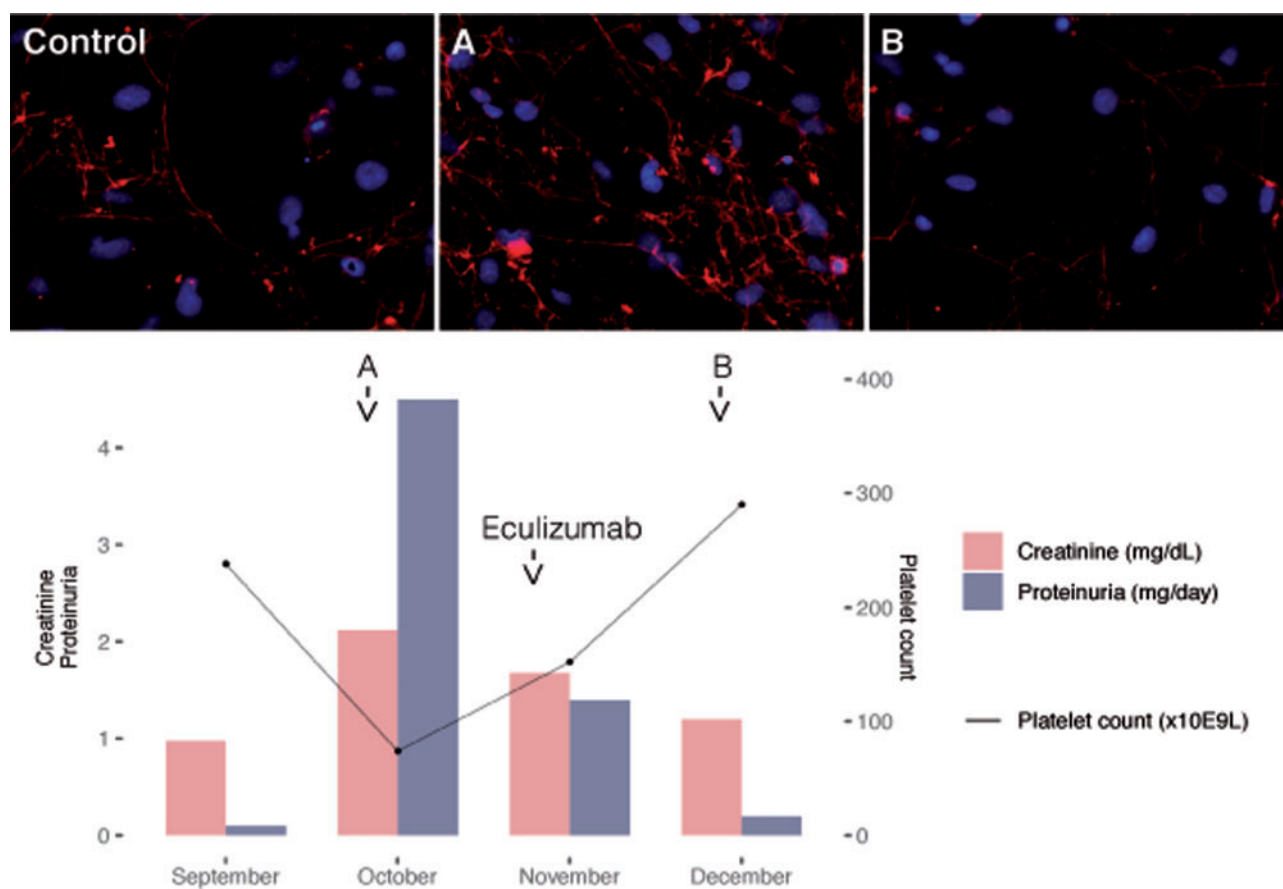 Control
A
B
A
B
Eculizumab
4
3
2
1
0
Creatinine
Proteinuria
400
300
200
100
0
Platelet count
September
October
November
December
Creatinine (mg/dL)
Proteinuria (mg/day)
Platelet count (x10E9L)